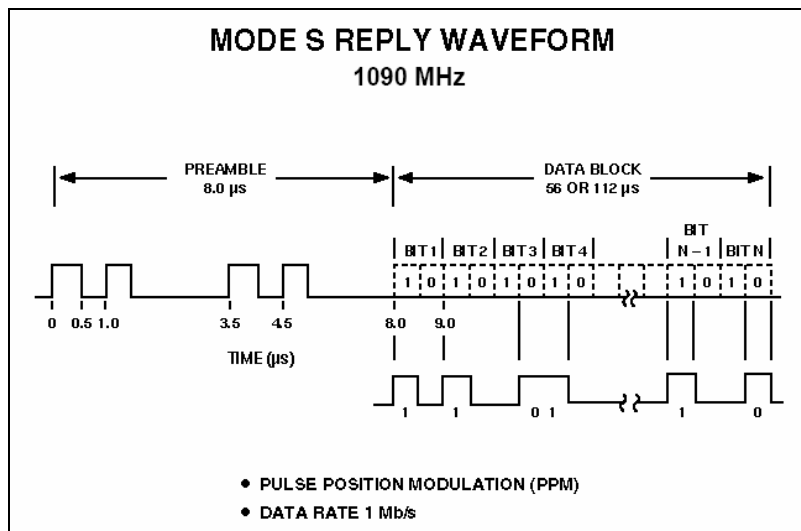 MODE S REPLY WAVEFORM
1090 MHz
PREAMBLE
8.0 µs
DATA BLOCK
56 OR 112 µs
BIT 1 BIT 2 BIT 3 BIT 4 BIT N – 1 BIT N
1 0 1 0 1 0 1 0 1 0 1 0
0 0.5 1.0 3.5 4.5 8.0 9.0
TIME (µs)
1 1 0 1 1 0
• PULSE POSITION MODULATION (PPM)
• DATA RATE 1 Mb/s